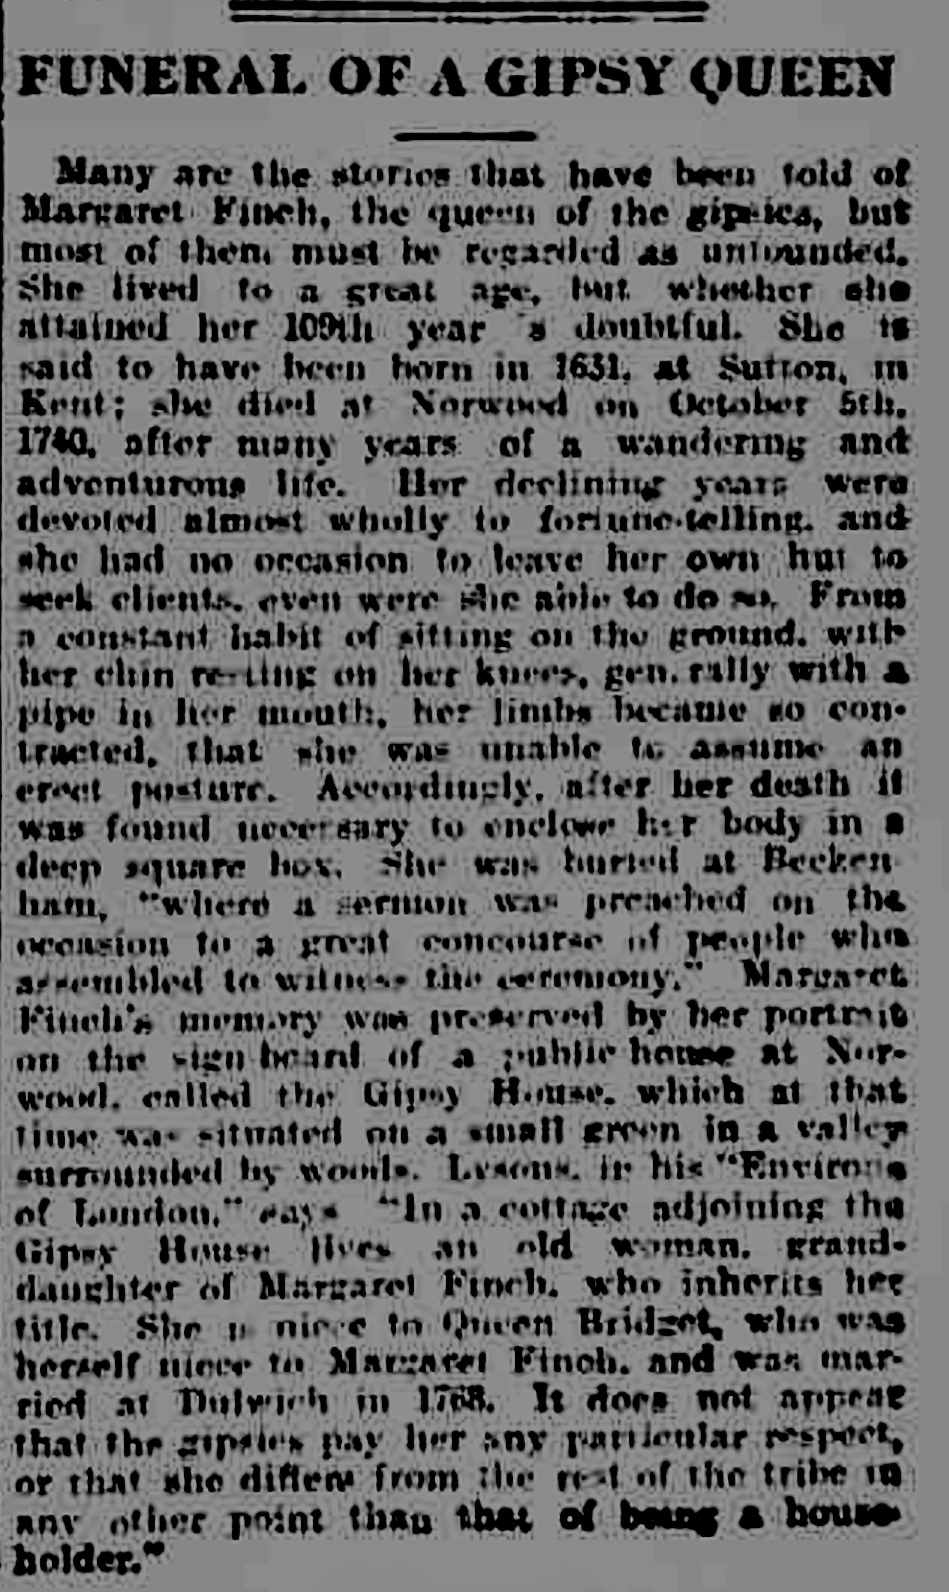 FUNERAL OF A GIPSY QUEEN
Many are the stories that have been told of
Margaret Finch, the queen of the gipsies, but
most of them must be regarded as unfounded.
She lived to a great age, but whether she
attained her 109th year 's doubtful. She is
said to have been born in 1631, at Sutton, in
Kent; she died at Norwood on October 5th,
1740, after many years of a wandering and
adventurous life. Her declining years were
devoted almost wholly to fortune-telling, and
she had no occasion to leave her own hut to
seek clients, even were she able to do so. From
a constant habit of sitting on the ground, with
her chin resting on her knees, generally with a
pipe in her mouth, her limbs became so con-
tracted, that she was unable to assume an
erect posture. Accordingly, after her death it
was found necessary to enclose her body in a
deep square box. She was buried at Becken
ham, "where a sermon was preached on the
occasion to a great concourse of people who
assembled to witness the ceremony." Margaret
Finch's memory was preserved by her portrait
on the sign board of a public house at Nor-
wood, called the Gipsy House, which at that
time was situated on a small green in a valley
surrounded by woods. Lysons, in his "Environs
of London," says "In a cottage adjoining the
Gipsy House lives an old woman, grand-
daughter of Margaret Finch, who inherits her
title. She is niece to Queen Bridget, who was
herself niece to Margaret Finch, and was mar-
ried at Dulwich in 1768. It does not appear
that the gipsies pay her any particular respect,
or that she differs from the rest of the tribe in
any other point than that of being a house-
holder."